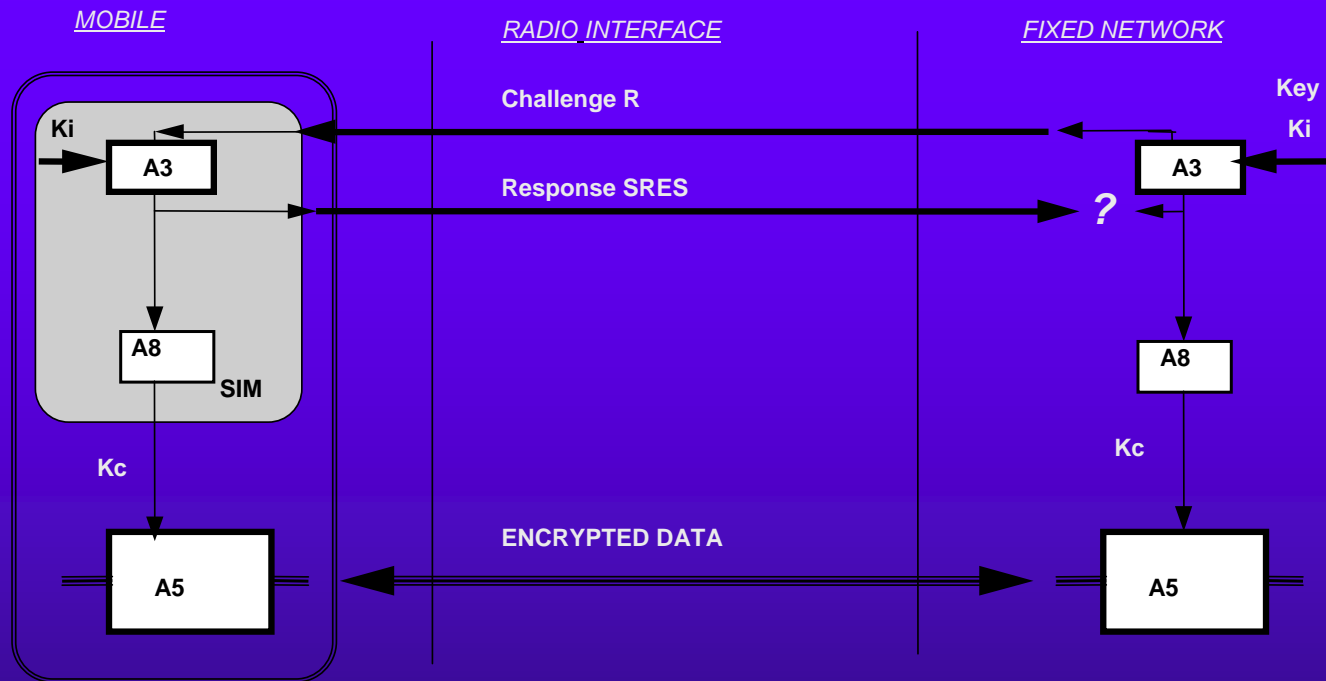 MOBILE
RADIO INTERFACE
FIXED NETWORK
Challenge R
Key
Ki
Ki
A3
A3
Response SRES
?
A8
SIM
A8
Kc
Kc
ENCRYPTED DATA
A5
A5